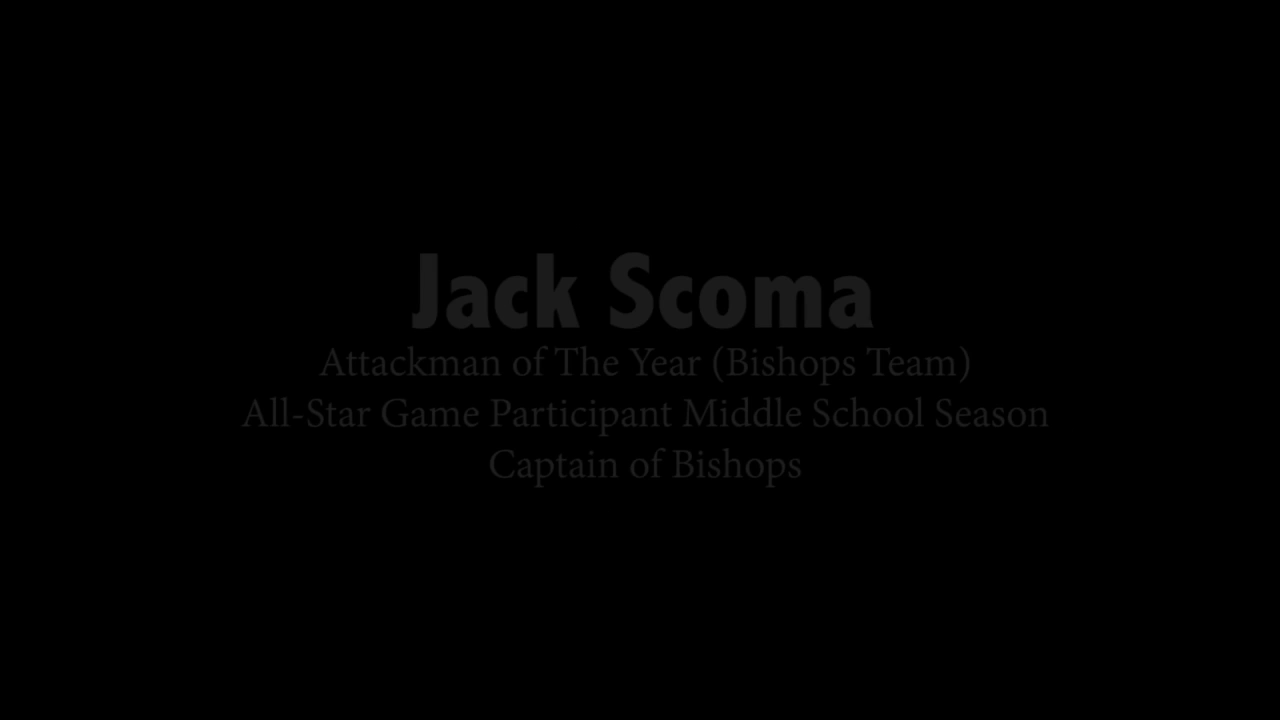 Jack Scoma
Attackman of The Year (Bishops Team)
All-Star Game Participant Middle School Season
Captain of Bishops